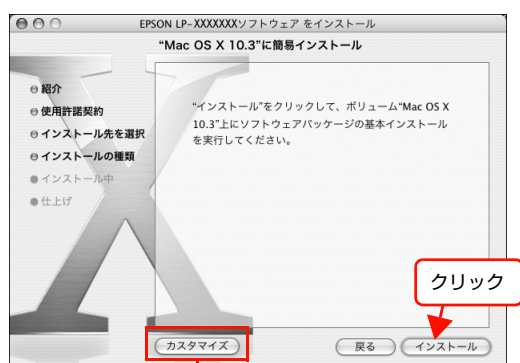 EPSON LP-XXXXXXXソフトウェア をインストール
“Mac OS X 10.3”に簡易インストール
紹介
使用許諾契約
インストール先を選択
インストールの種類
インストール中
仕上げ
“インストール”をクリックして、ボリューム“Mac OS X
10.3”上にソフトウェアパッケージの基本インストール
を実行してください。
クリック
カスタマイズ
戻る
インストール